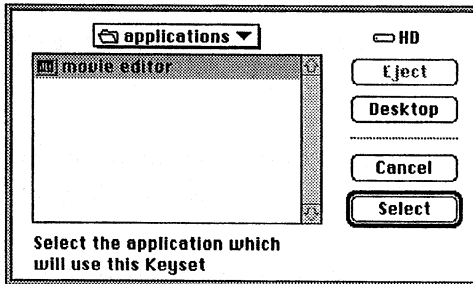 applications
HD
movie editor
Eject
Desktop
Cancel
Select
Select the application which
will use this Keyset